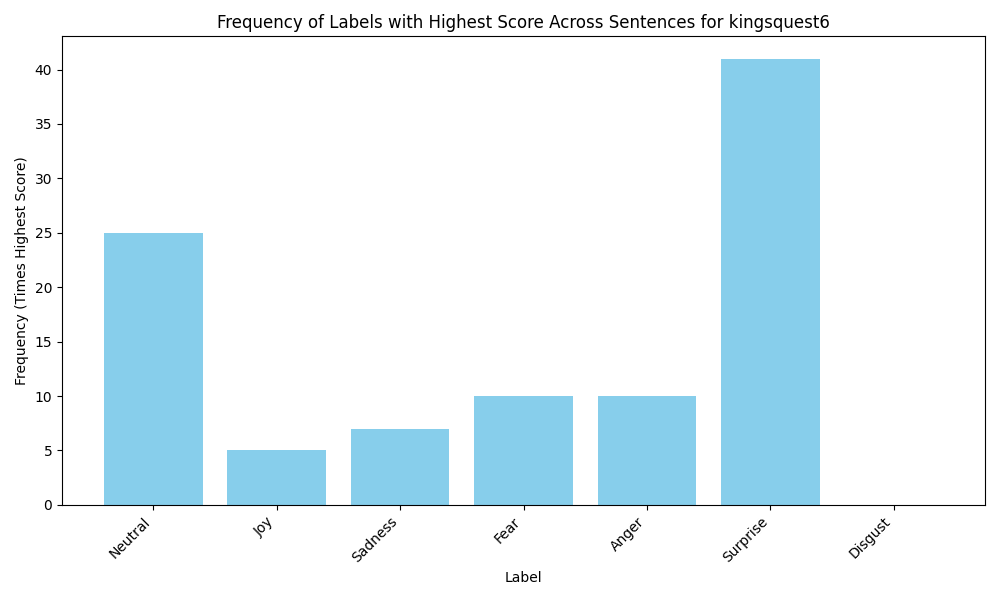 Frequency of Labels with Highest Score Across Sentences for kingsquest6
Frequency (Times Highest Score)
40
35
30
25
20
15
10
5
0
Neutral
Joy
Sadness
Fear
Anger
Surprise
Disgust
Label